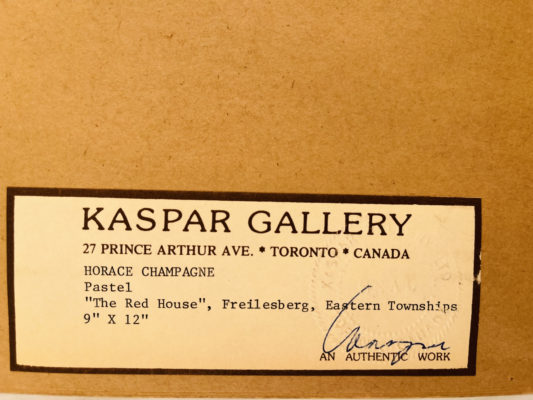 KASPAR GALLERY
27 PRINCE ARTHUR AVE. * TORONTO * CANADA
HORACE CHAMPAGNE
Pastel
"The Red House", Freilesberg, Eastern Townships
9" X 12"
AN AUTHENTIC WORK